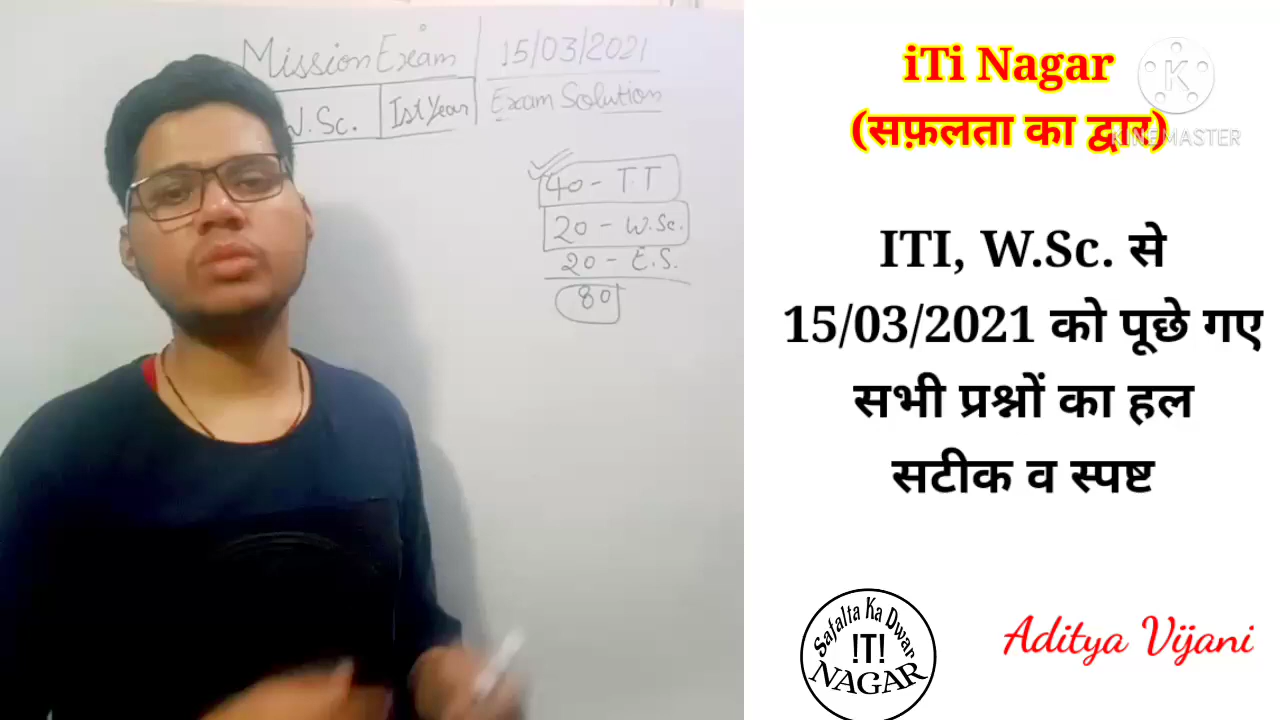 Mission Exam
15/03/2021
W.Sc.
Ist Year
Exam Solution
40 - T.T
20 - W.Sc.
20 - E.S.
80
iTi Nagar
(सफ़लता का द्वार)
K
KINEMASTER
ITI, W.Sc. से
15/03/2021 को पूछे गए
सभी प्रश्नों का हल
सटीक व स्पष्ट
Safalta Ka Dwar
!T!
NAGAR
Aditya Vijani